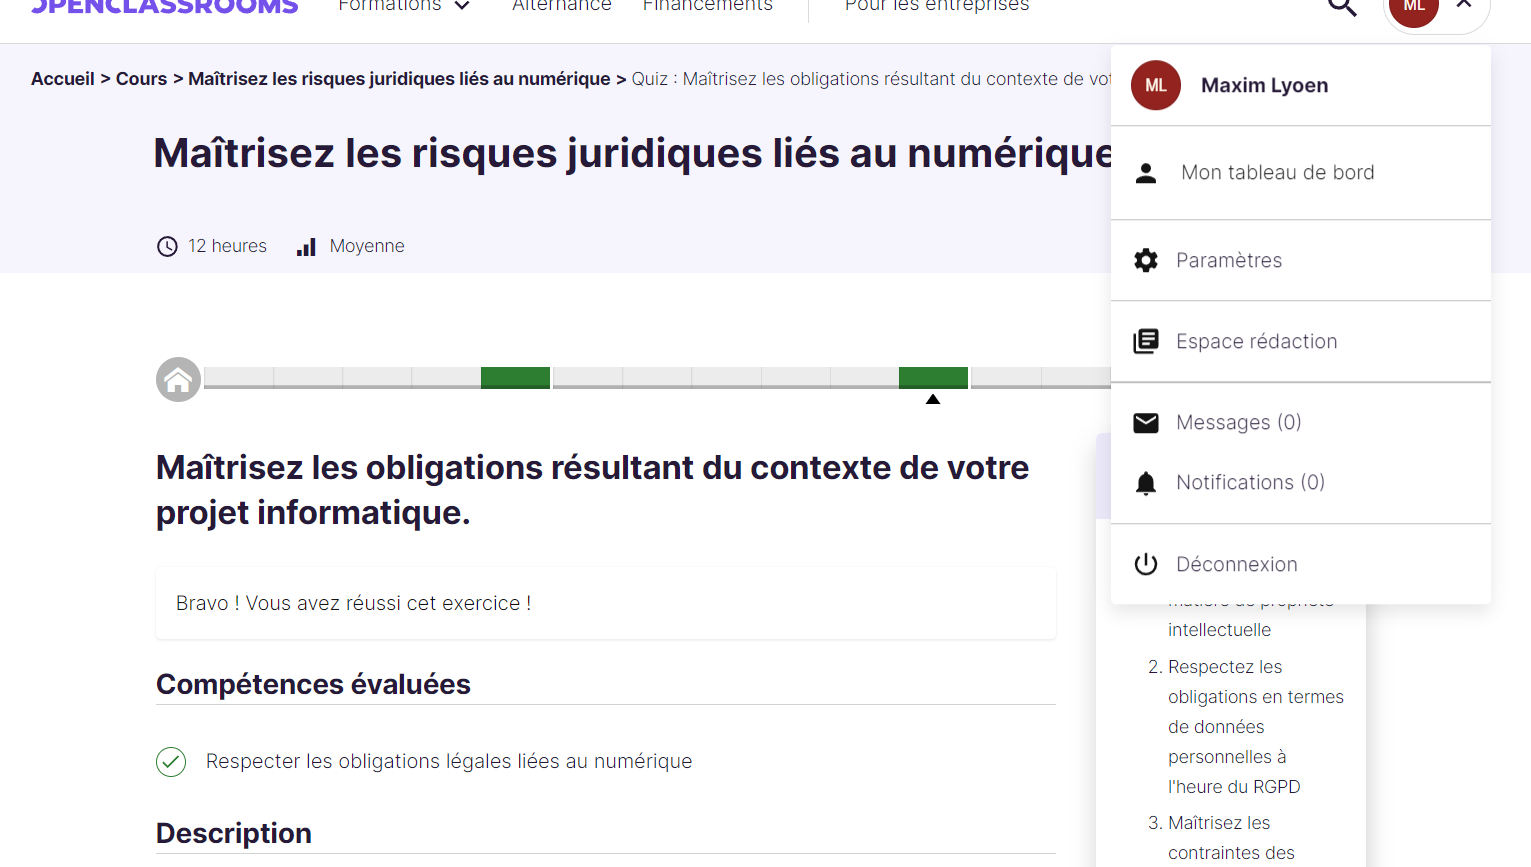 OPENCLASSROOMS
Formations
Alternance
Financements
Pour les entreprises
ML
Accueil > Cours > Maîtrisez les risques juridiques liés au numérique > Quiz : Maîtrisez les obligations résultant du contexte de
ML
Maxim Lyoen
Maîtrisez les risques juridiques liés au numérique
Mon tableau de bord
12 heures
Moyenne
Paramètres
Espace rédaction
Messages (0)
Notifications (0)
Déconnexion
Maîtrisez les obligations résultant du contexte de votre
projet informatique.
Bravo ! Vous avez réussi cet exercice !
Compétences évaluées
Respecter les obligations légales liées au numérique
Description
matière de propriété
intellectuelle
2. Respectez les
obligations en termes
de données
personnelles à
l'heure du RGPD
3. Maîtrisez les
contraintes des